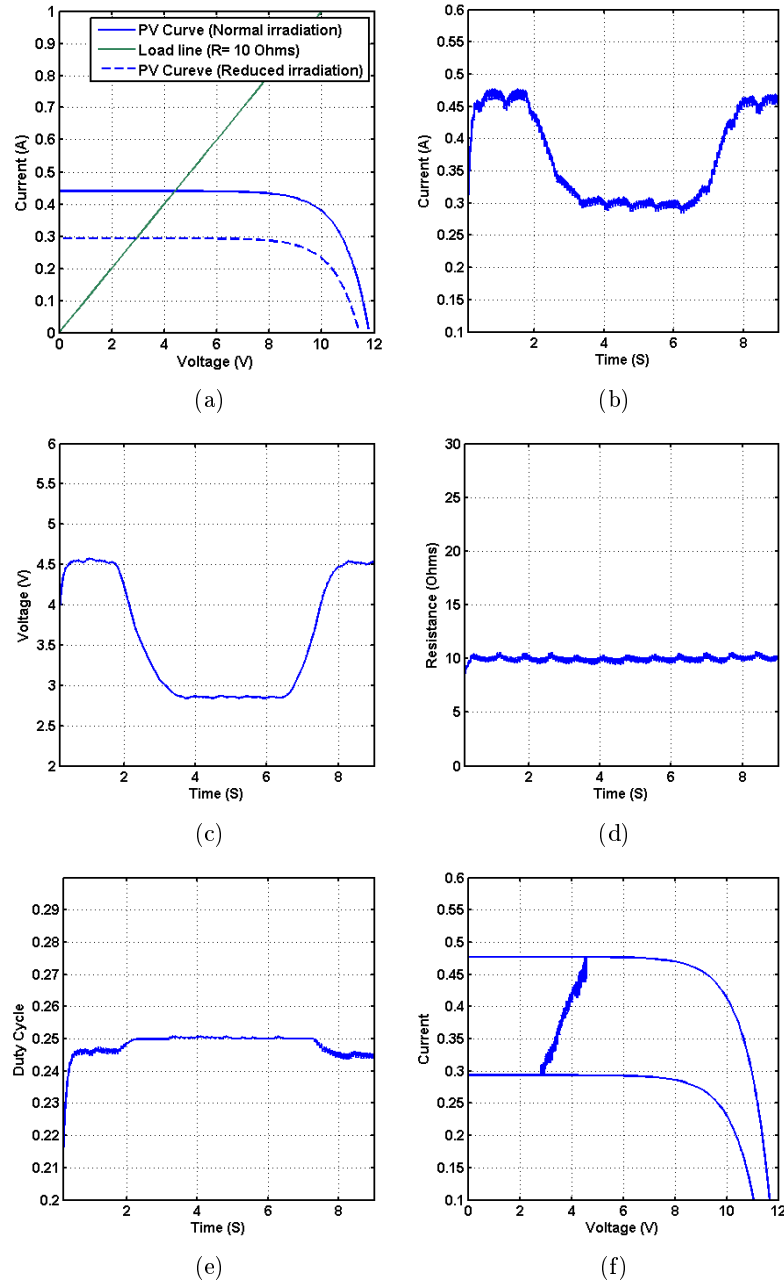 1
0.9
0.8
0.7
0.6
0.5
0.4
0.3
0.2
0.1
0
Current (A)
PV Curve (Normal irradiation)
Load line (R= 10 Ohms)
PV Cureve (Reduced irradiation)
0 2 4 6 8 10 12
Voltage (V)
(a)
0.6
0.55
0.5
0.45
0.4
0.35
0.3
0.25
0.2
0.15
0.1
Current (A)
2 4 6 8
Time (S)
(b)
6
5.5
5
4.5
4
3.5
3
2.5
2
Voltage (V)
2 4 6 8
Time (S)
(c)
30
25
20
15
10
5
0
Resistance (Ohms)
2 4 6 8
Time (S)
(d)
0.29
0.28
0.27
0.26
0.25
0.24
0.23
0.22
0.21
0.2
Duty Cycle
2 4 6 8
Time (S)
(e)
0.6
0.55
0.5
0.45
0.4
0.35
0.3
0.25
0.2
0.15
0.1
Current
0 2 4 6 8 10 12
Voltage (V)
(f)